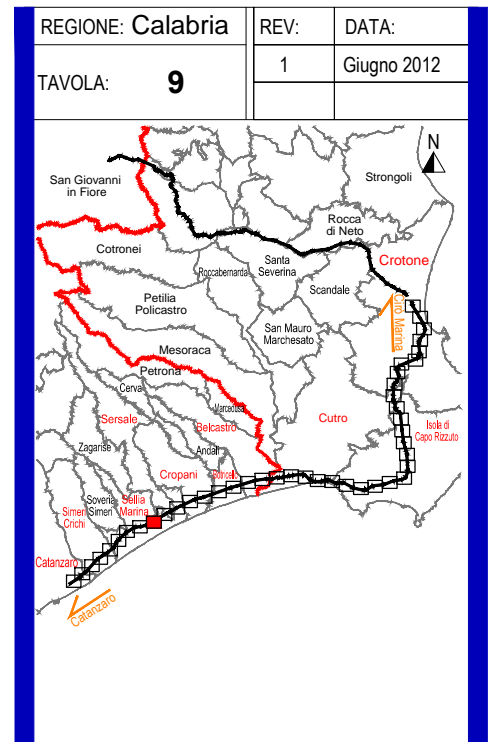 REGIONE: Calabria
REV:
DATA:
TAVOLA: 9
1
Giugno 2012
N
San Giovanni
in Fiore
Strongoli
Rocca
di Neto
Cotronei
Santa
Severina
Crotone
Roccabernarda
Scandale
Petilia
Policastro
Cirò Marina
San Mauro
Marchesato
Mesoraca
Petrona
Cerva
Marcedusa
Sersale
Belcastro
Cutro
Isola di
Capo Rizzuto
Andali
Zagarise
Cropani
Botricello
Soveria
Simeri
Sellia
Marina
Simeri
Crichi
Catanzaro
Catanzaro